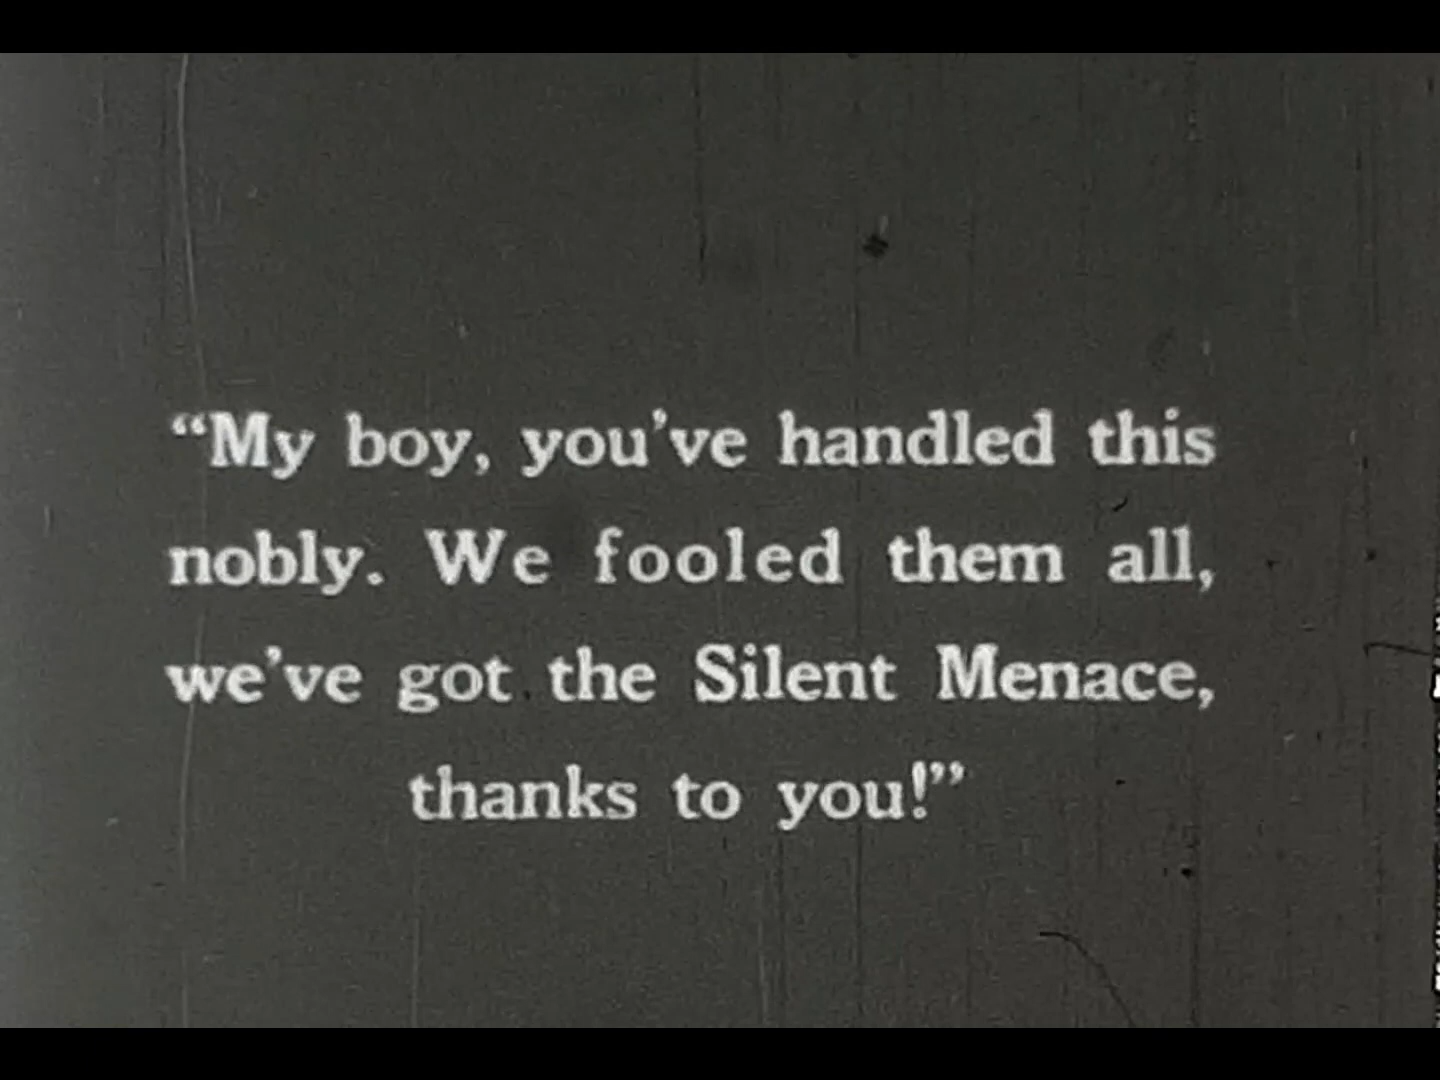 “My boy, you’ve handled this
nobly. We fooled them all,
we’ve got the Silent Menace,
thanks to you!”